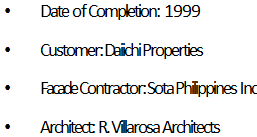 • Date of Completion: 1999
• Customer: Daiichi Properties
• Facade Contractor: Sota Philippines Inc
• Architect: R. Villarosa Architects